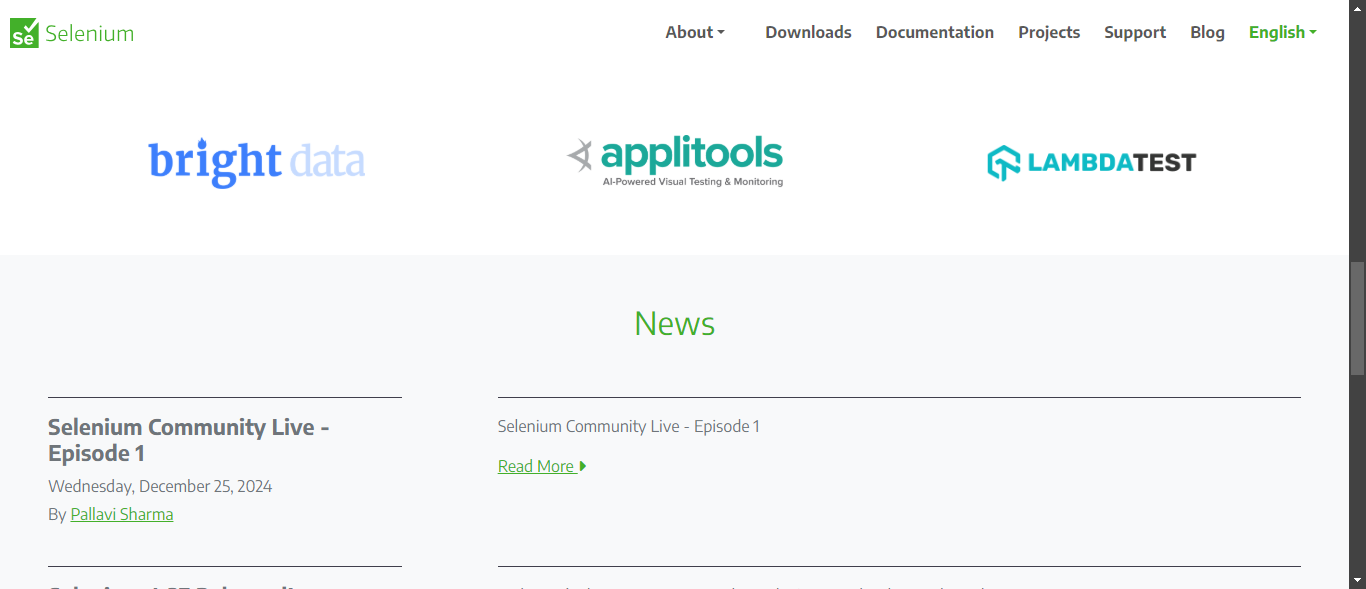 Se Selenium
About Downloads Documentation Projects Support Blog English
bright data
applitools
AI-Powered Visual Testing & Monitoring
LAMBDATEST
News
Selenium Community Live -
Episode 1
Wednesday, December 25, 2024
By Pallavi Sharma
Selenium Community Live - Episode 1
Read More